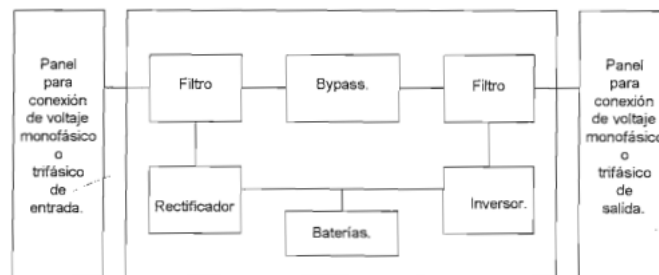 Panel
para
conexión
de voltaje
monofásico
o
trifásico
de
entrada.
Filtro
Bypass.
Filtro
Rectificador
Baterías.
Inversor.
Panel
para
conexión
de voltaje
monofásico
o
trifásico
de
salida.